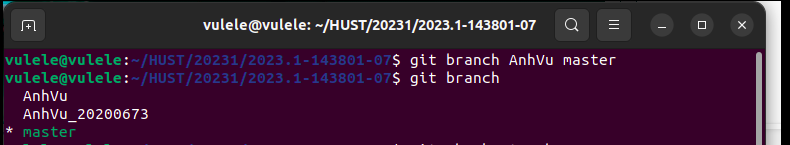 vulele@vulele: ~/HUST/20231/2023.1-143801-07
vulele@vulele:~/HUST/20231/2023.1-143801-07$ git branch AnhVu master
vulele@vulele:~/HUST/20231/2023.1-143801-07$ git branch
AnhVu
AnhVu_20200673
* master